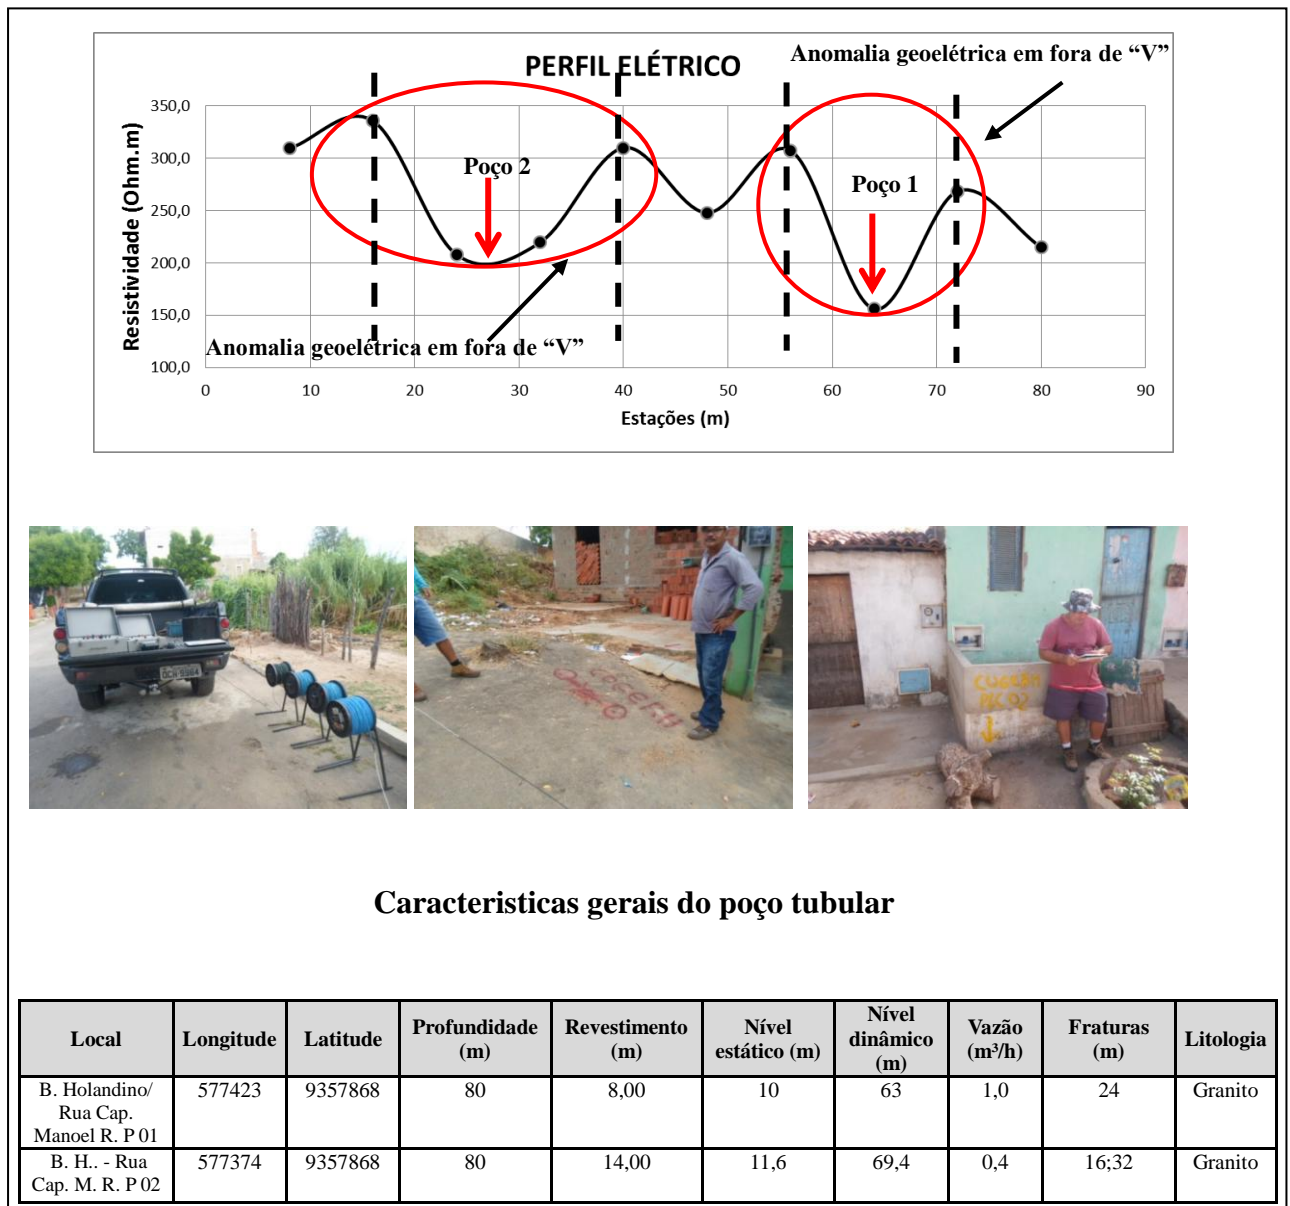 PERFIL ELÉTRICO
Anomalia geoelétrica em fora de “V”
Resistividade (Ohm.m)
350,0
300,0
250,0
200,0
150,0
100,0
Poço 2
Poço 1
Anomalia geoelétrica em fora de “V”
0 10 20 30 40 50 60 70 80 90
Estações (m)
COGERH
COGERH
Caracteristicas gerais do poço tubular
Local Longitude Latitude Profundidade (m) Revestimento (m) Nível estático (m) Nível dinâmico (m) Vazão (m³/h) Fraturas (m) Litologia
B. Holandino/ Rua Cap. Manoel R. P 01 577423 9357868 80 8,00 10 63 1,0 24 Granito
B. H.. - Rua Cap. M. R. P 02 577374 9357868 80 14,00 11,6 69,4 0,4 16;32 Granito